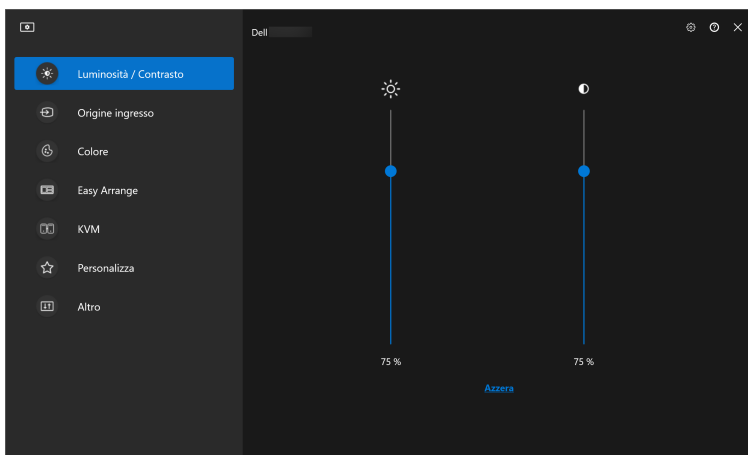 Dell
Luminosità / Contrasto
Origine ingresso
Colore
Easy Arrange
KVM
Personalizza
Altro
75 %
75 %
Azzera